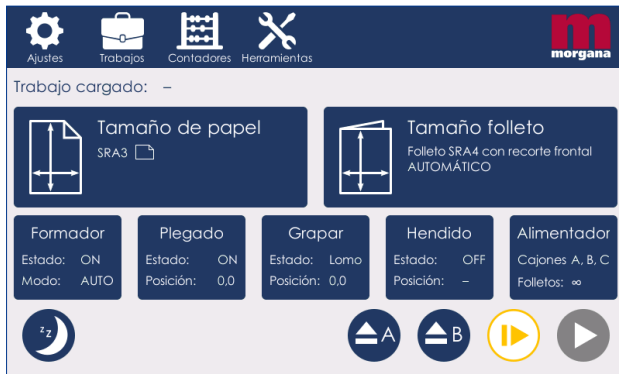 Ajustes
Trabajos
Contadores
Herramientas
morgana
Trabajo cargado: –
Tamaño de papel
SRA3
Tamaño folleto
Folleto SRA4 con recorte frontal
AUTOMÁTICO
Formador
Estado: ON
Modo: AUTO
Plegado
Estado: ON
Posición: 0,0
Grapar
Estado: Lomo
Posición: 0,0
Hendido
Estado: OFF
Posición: –
Alimentador
Cajones A, B, C
Folletos: ∞
z z
A
B